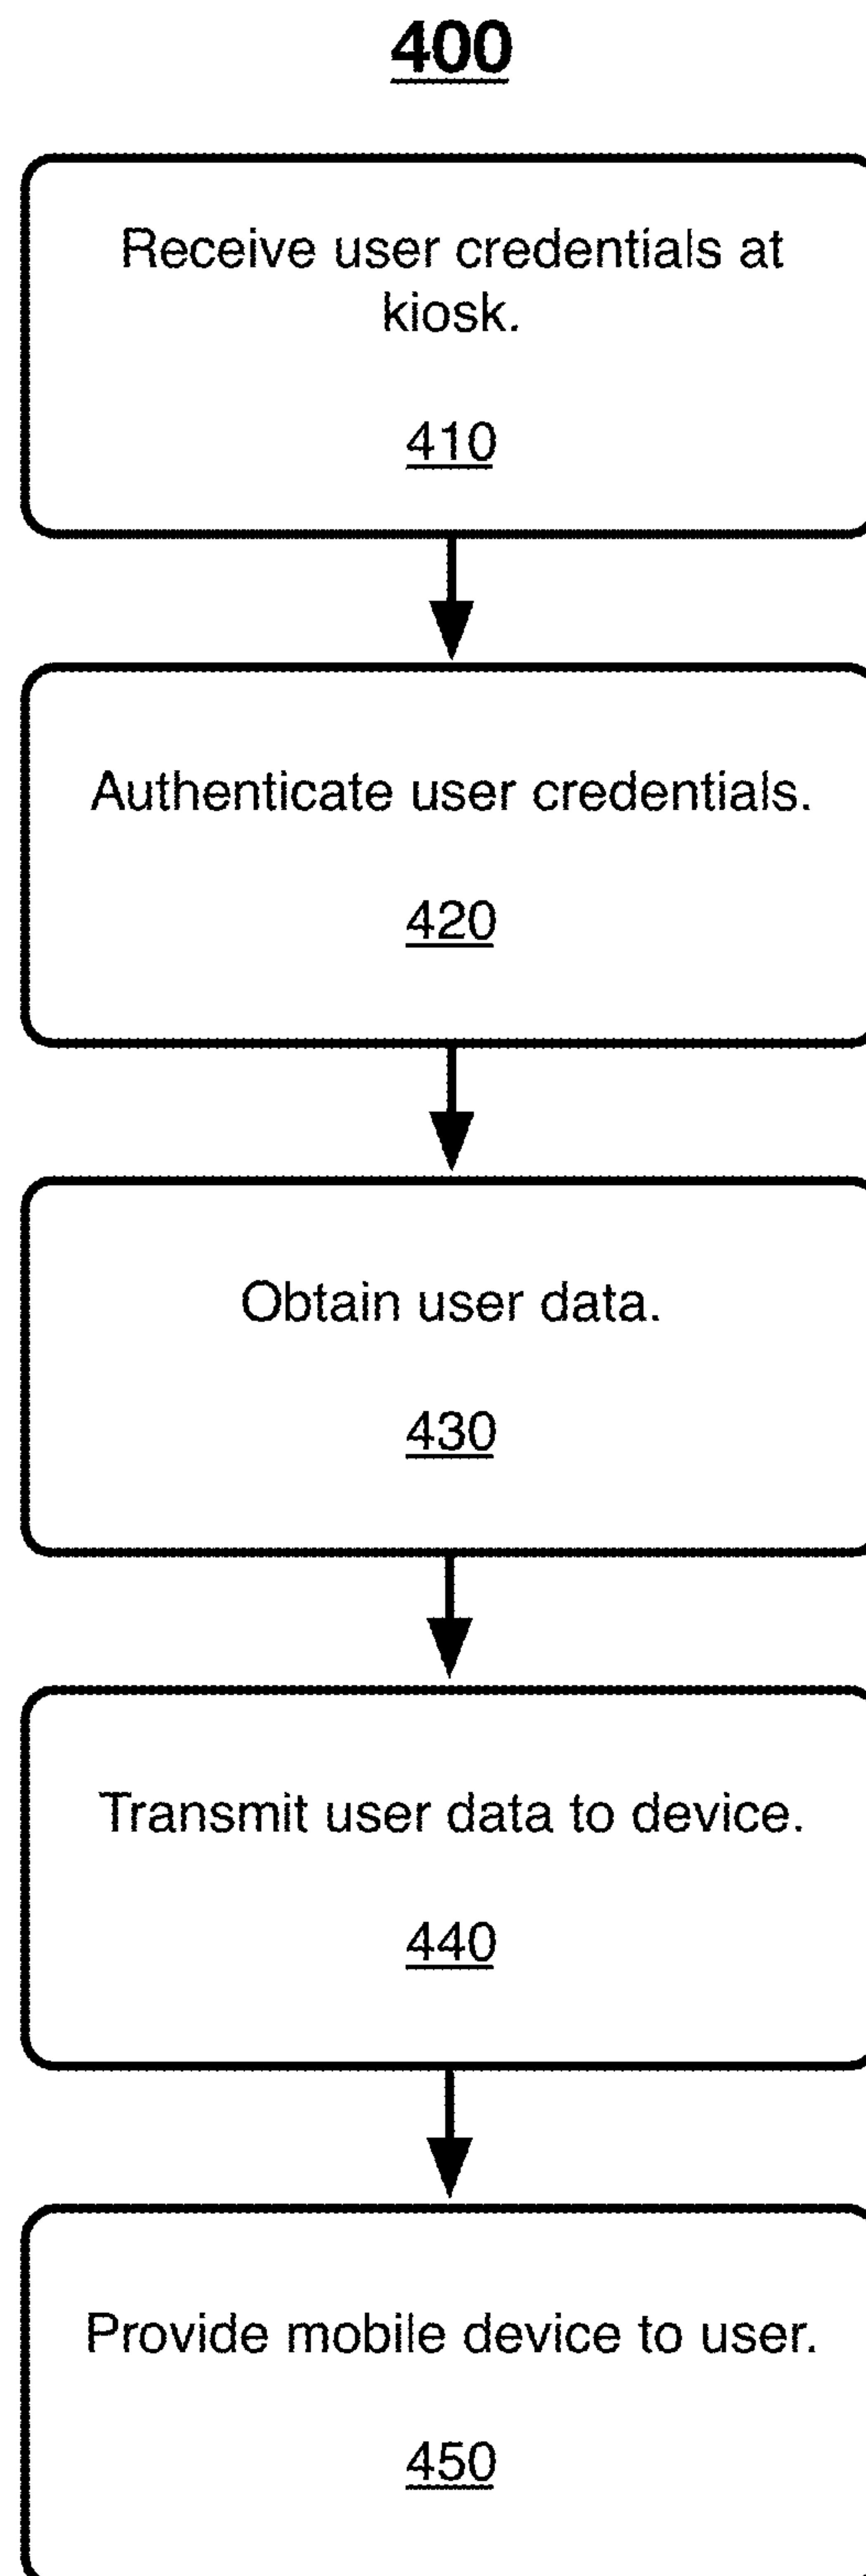 400
Receive user credentials at
kiosk.
410
Authenticate user credentials.
420
Obtain user data.
430
Transmit user data to device.
440
Provide mobile device to user.
450